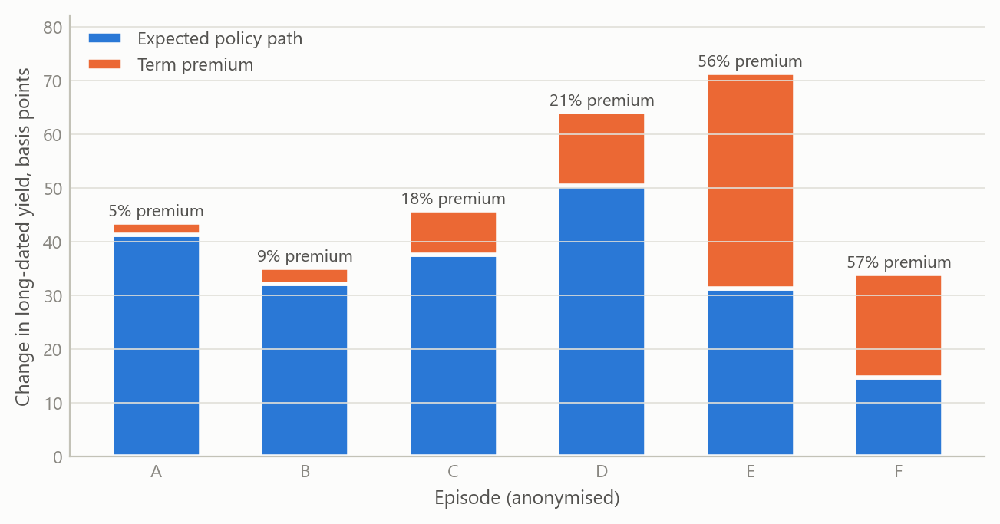 80
70
60
50
40
30
20
10
0
Change in long-dated yield, basis points
Expected policy path
Term premium
5% premium
9% premium
18% premium
21% premium
56% premium
57% premium
A
B
C
D
E
F
Episode (anonymised)